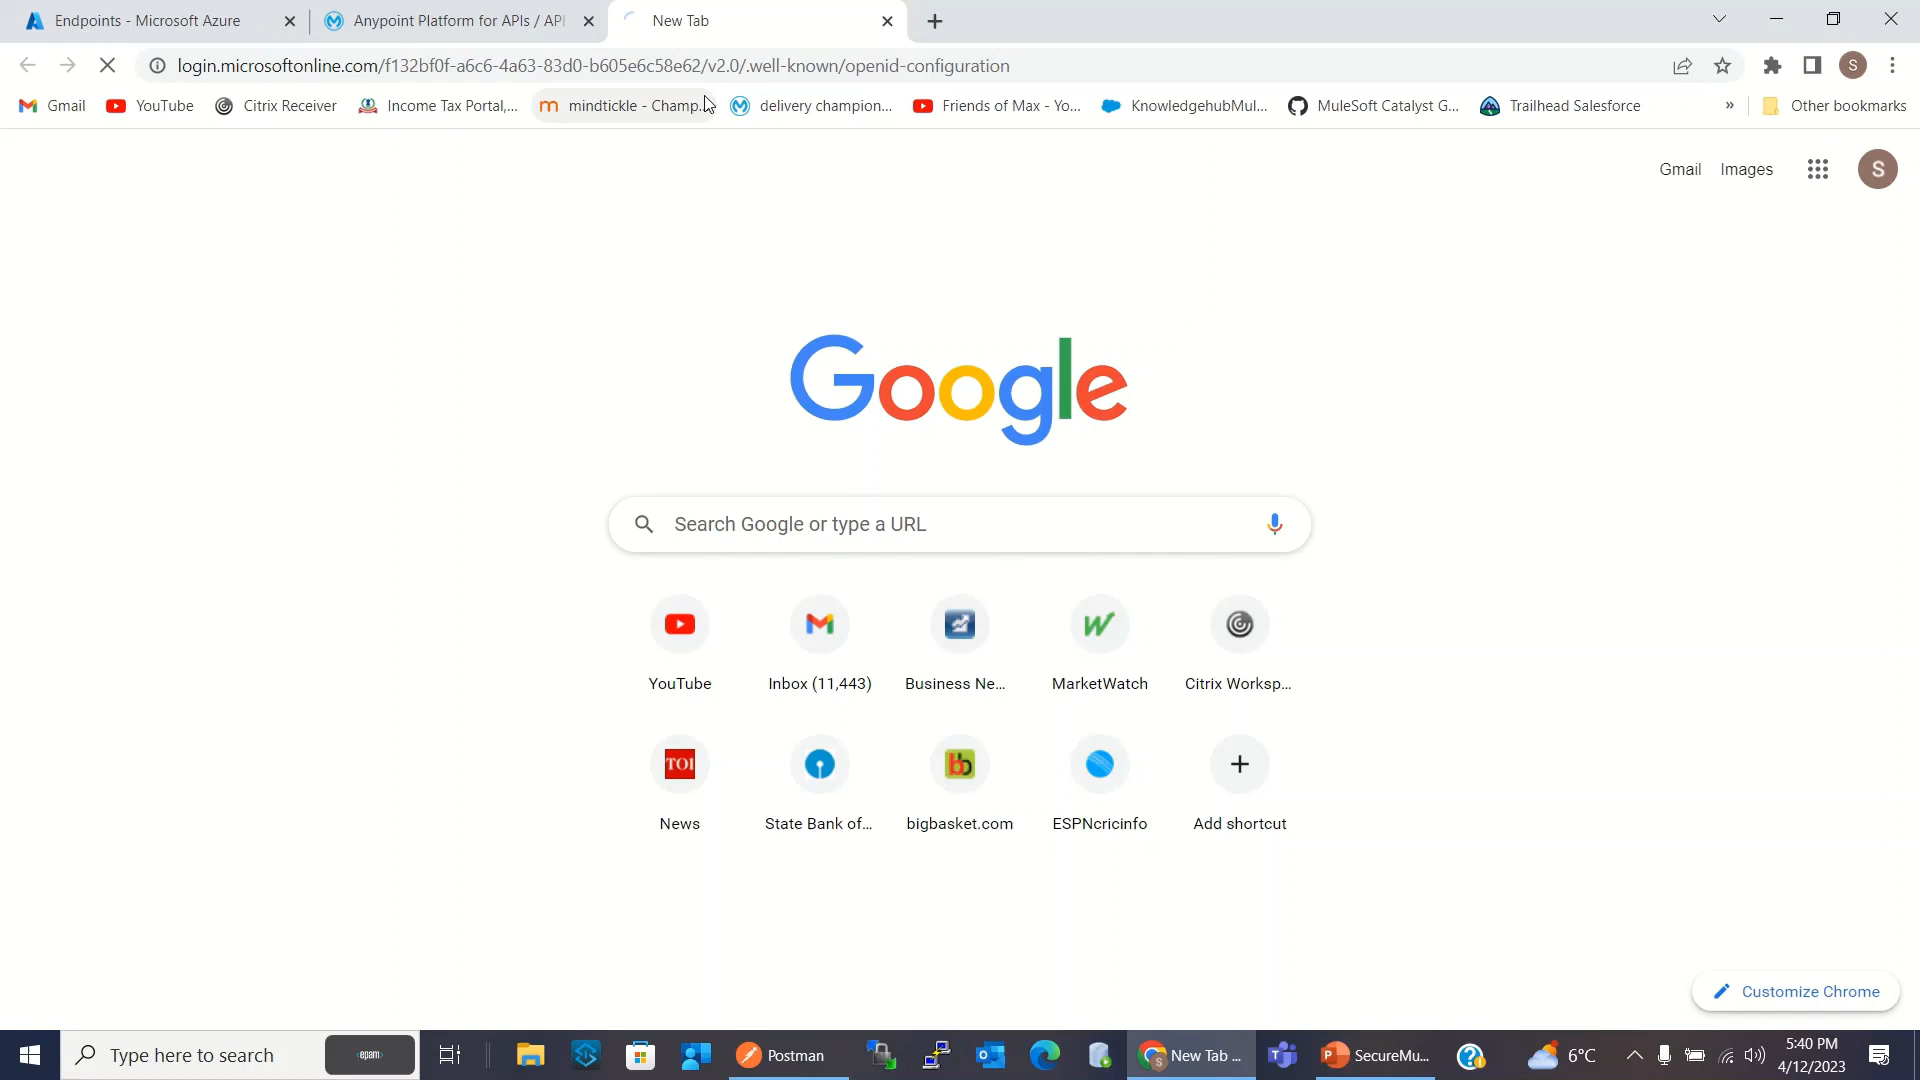 Endpoints - Microsoft Azure
Anypoint Platform for APIs / API
New Tab
login.microsoftonline.com/f132bf0f-a6c6-4a63-83d0-b605e6c58e62/v2.0/.well-known/openid-configuration
S
Gmail
YouTube
Citrix Receiver
Income Tax Portal,...
mindtickle - Champ...
delivery champion...
Friends of Max - Yo...
KnowledgehubMul...
MuleSoft Catalyst G...
Trailhead Salesforce
»
Other bookmarks
Gmail
Images
S
Google
Search Google or type a URL
YouTube
Inbox (11,443)
Business Ne...
MarketWatch
Citrix Worksp...
TOI
bb
News
State Bank of...
bigbasket.com
ESPNcricinfo
Add shortcut
Customize Chrome
Type here to search
<epam>
Postman
New Tab ...
SecureMu...
6°C
5:40 PM
4/12/2023